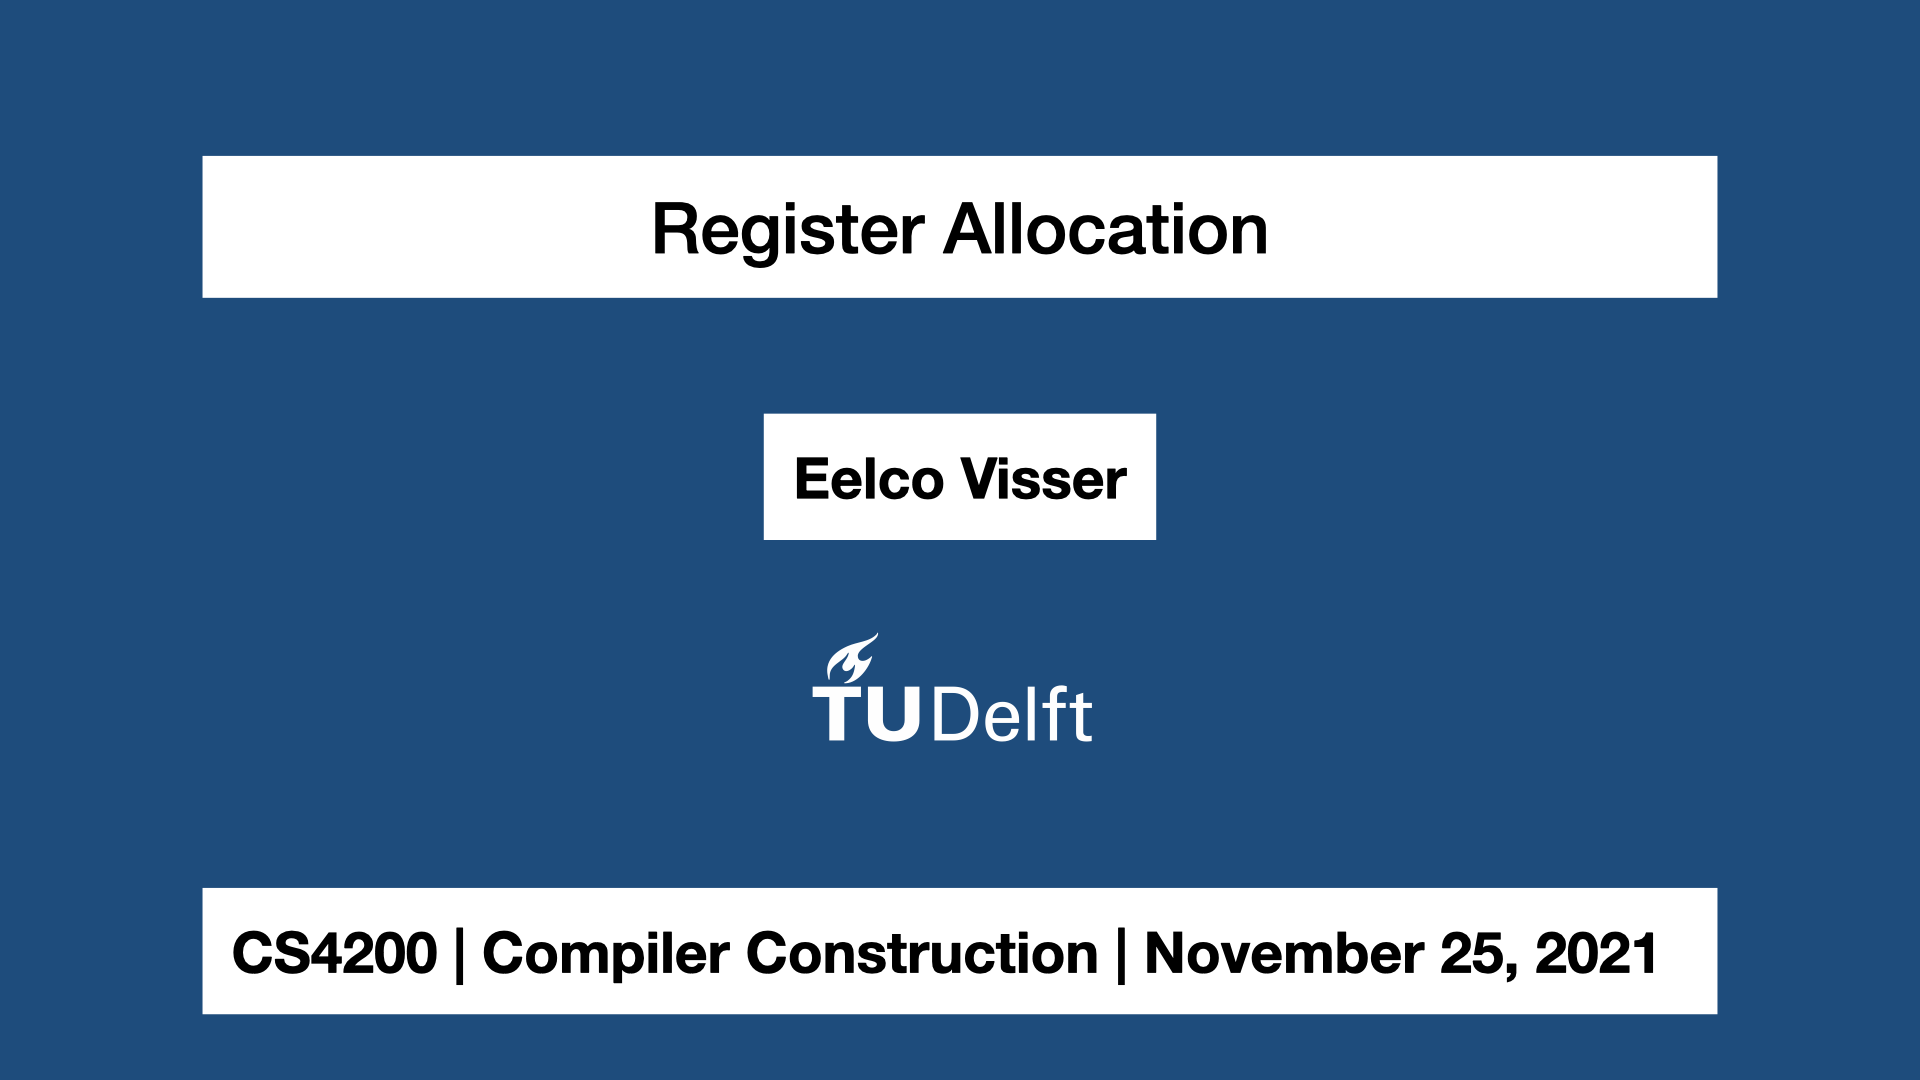 Register Allocation
Eelco Visser
TU Delft
CS4200 | Compiler Construction | November 25, 2021